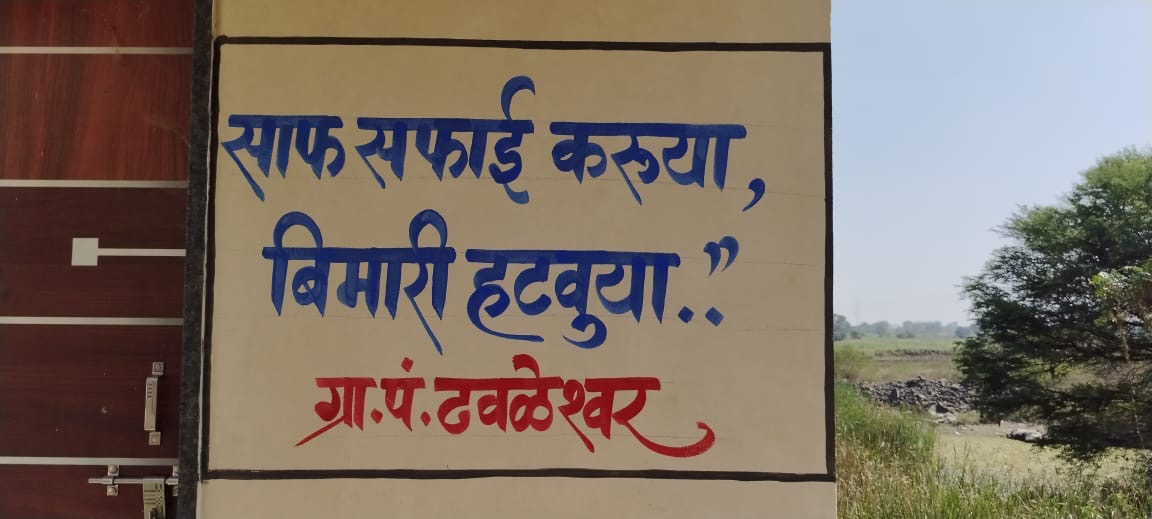 साफ सफाई करूया,
बिमारी हटवुया..”
ग्रा.पं.ढवळेश्वर